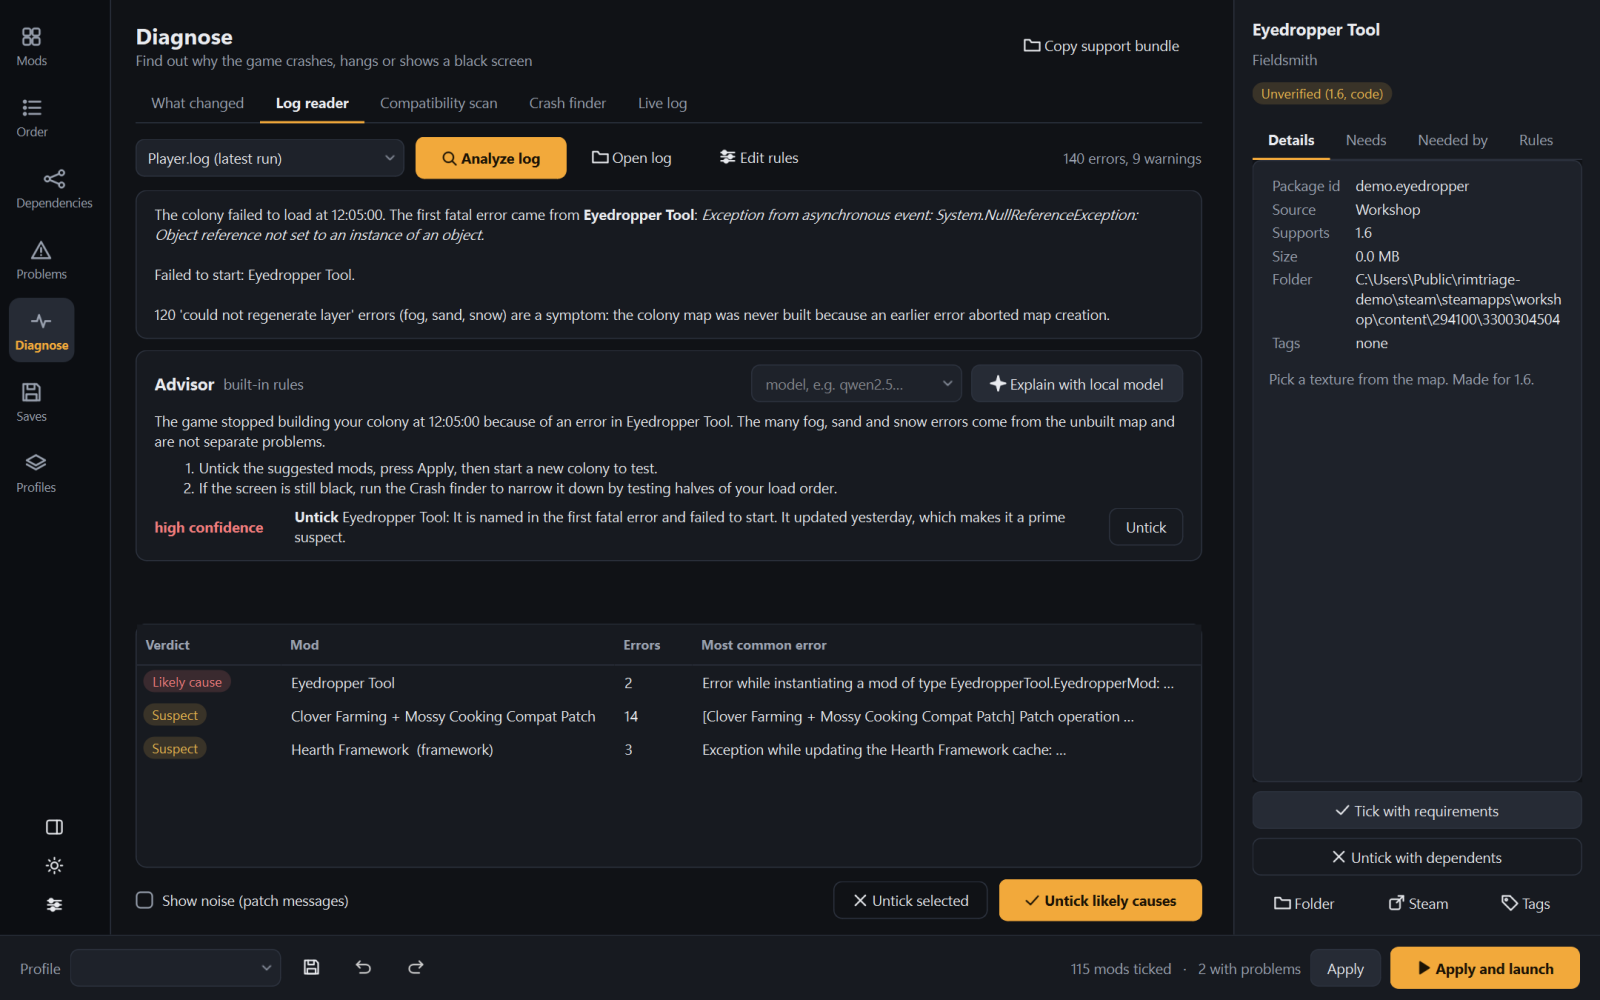 Mods
Order
Dependencies
Problems
Diagnose
Saves
Profiles
Diagnose
Find out why the game crashes, hangs or shows a black screen
Copy support bundle
What changed
Log reader
Compatibility scan
Crash finder
Live log
Player.log (latest run)
Analyze log
Open log
Edit rules
140 errors, 9 warnings
The colony failed to load at 12:05:00. The first fatal error came from Eyedropper Tool: Exception from asynchronous event: System.NullReferenceException:
Object reference not set to an instance of an object.
Failed to start: Eyedropper Tool.
120 'could not regenerate layer' errors (fog, sand, snow) are a symptom: the colony map was never built because an earlier error aborted map creation.
Advisor built-in rules
model, e.g. qwen2.5...
Explain with local model
The game stopped building your colony at 12:05:00 because of an error in Eyedropper Tool. The many fog, sand and snow errors come from the unbuilt map and
are not separate problems.
1. Untick the suggested mods, press Apply, then start a new colony to test.
2. If the screen is still black, run the Crash finder to narrow it down by testing halves of your load order.
high confidence
Untick Eyedropper Tool: It is named in the first fatal error and failed to start. It updated yesterday, which makes it a prime
suspect.
Untick
Verdict Mod Errors Most common error
Likely cause Eyedropper Tool 2 Error while instantiating a mod of type EyedropperTool.EyedropperMod: ...
Suspect Clover Farming + Mossy Cooking Compat Patch 14 [Clover Farming + Mossy Cooking Compat Patch] Patch operation ...
Suspect Hearth Framework (framework) 3 Exception while updating the Hearth Framework cache: ...
Show noise (patch messages)
Untick selected
Untick likely causes
Eyedropper Tool
Fieldsmith
Unverified (1.6, code)
Details
Needs
Needed by
Rules
Package id demo.eyedropper
Source Workshop
Supports 1.6
Size 0.0 MB
Folder C:\Users\Public\rimtriage-
demo\steam\steamapps\worksh
op\content\294100\3300304504
Tags none
Pick a texture from the map. Made for 1.6.
Tick with requirements
Untick with dependents
Folder
Steam
Tags
Profile
115 mods ticked · 2 with problems
Apply
Apply and launch